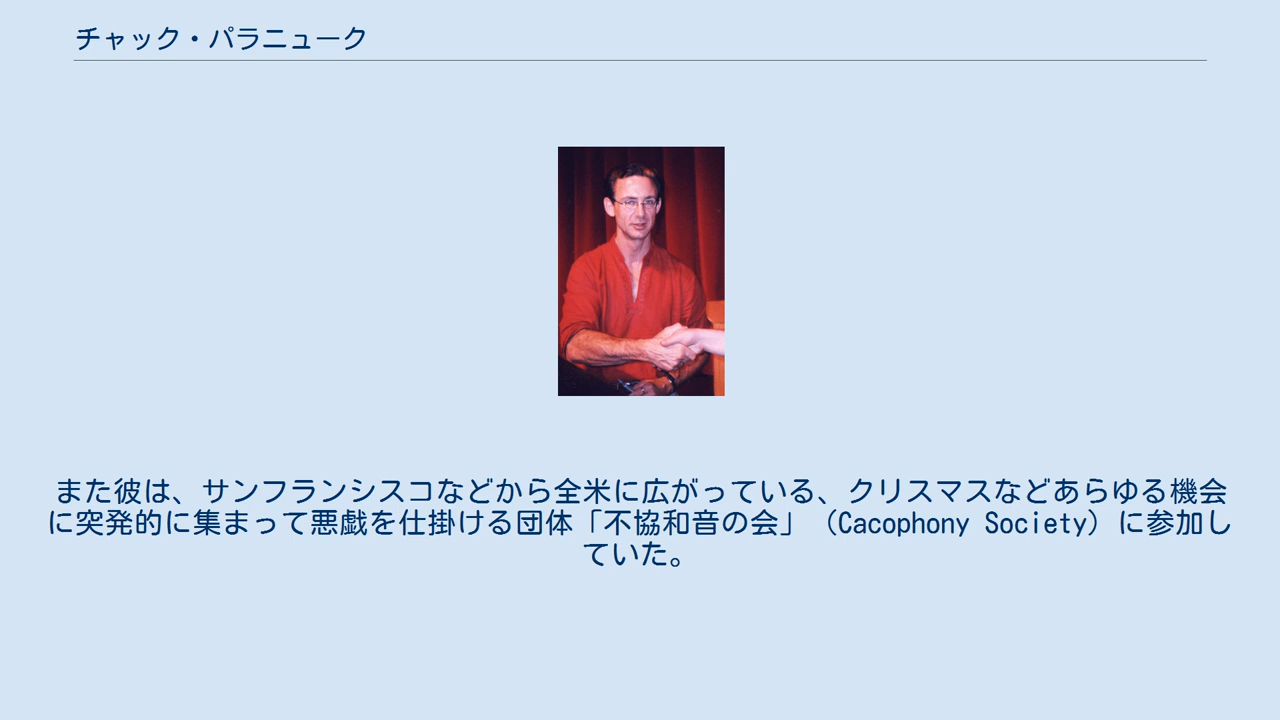 チャック・パラニューク
また彼は、サンフランシスコなどから全米に広がっている、クリスマスなどあらゆる機会
に突発的に集まって悪戯を仕掛ける団体「不協和音の会」（Cacophony Society）に参加し
ていた。